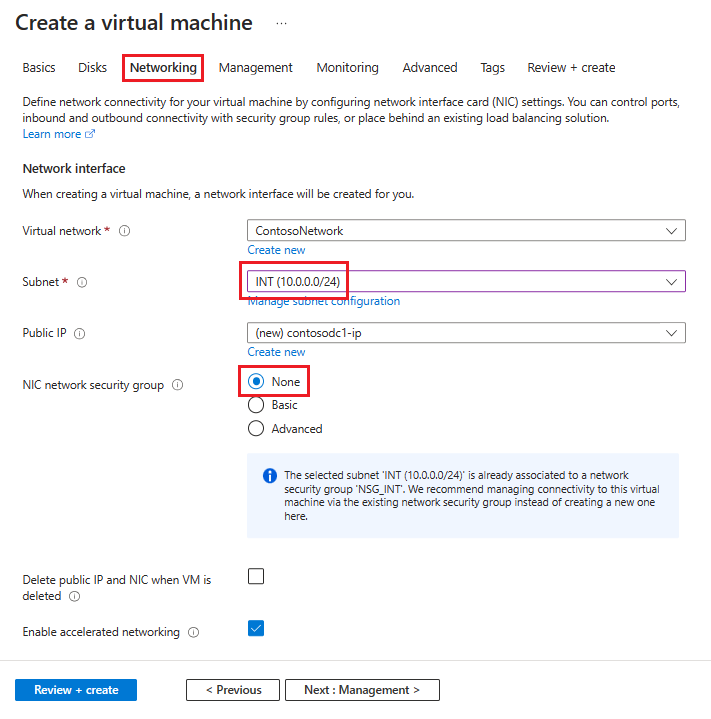 Create a virtual machine ...
Basics Disks Networking Management Monitoring Advanced Tags Review + create
Define network connectivity for your virtual machine by configuring network interface card (NIC) settings. You can control ports,
inbound and outbound connectivity with security group rules, or place behind an existing load balancing solution.
Learn more
Network interface
When creating a virtual machine, a network interface will be created for you.
Virtual network * ContosoNetwork
Create new
Subnet * INT (10.0.0.0/24)
Manage subnet configuration
Public IP (new) contosodc1-ip
Create new
NIC network security group None
Basic
Advanced
The selected subnet 'INT (10.0.0.0/24)' is already associated to a network
security group 'NSG_INT'. We recommend managing connectivity to this virtual
machine via the existing network security group instead of creating a new one
here.
Delete public IP and NIC when VM is
deleted
Enable accelerated networking
Review + create < Previous Next : Management >